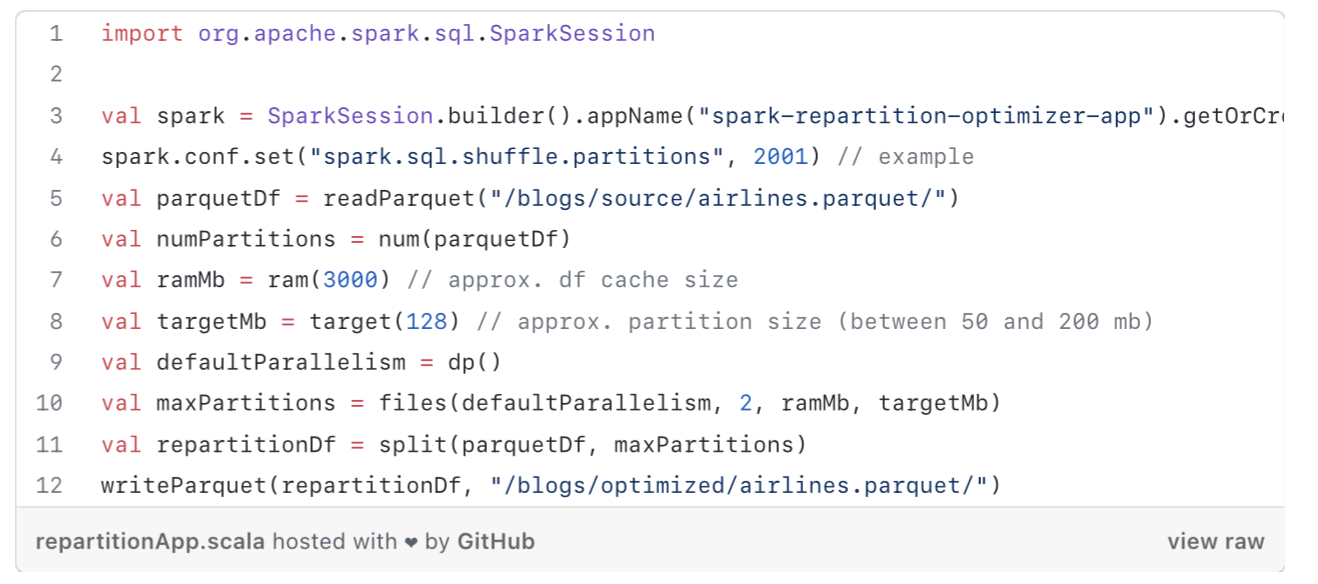 1 import org.apache.spark.sql.SparkSession
2
3 val spark = SparkSession.builder().appName("spark-repartition-optimizer-app").getOrCre
4 spark.conf.set("spark.sql.shuffle.partitions", 2001) // example
5 val parquetDf = readParquet("/blogs/source/airlines.parquet/")
6 val numPartitions = num(parquetDf)
7 val ramMb = ram(3000) // approx. df cache size
8 val targetMb = target(128) // approx. partition size (between 50 and 200 mb)
9 val defaultParallelism = dp()
10 val maxPartitions = files(defaultParallelism, 2, ramMb, targetMb)
11 val repartitionDf = split(parquetDf, maxPartitions)
12 writeParquet(repartitionDf, "/blogs/optimized/airlines.parquet/")
repartitionApp.scala hosted with ❤ by GitHub view raw